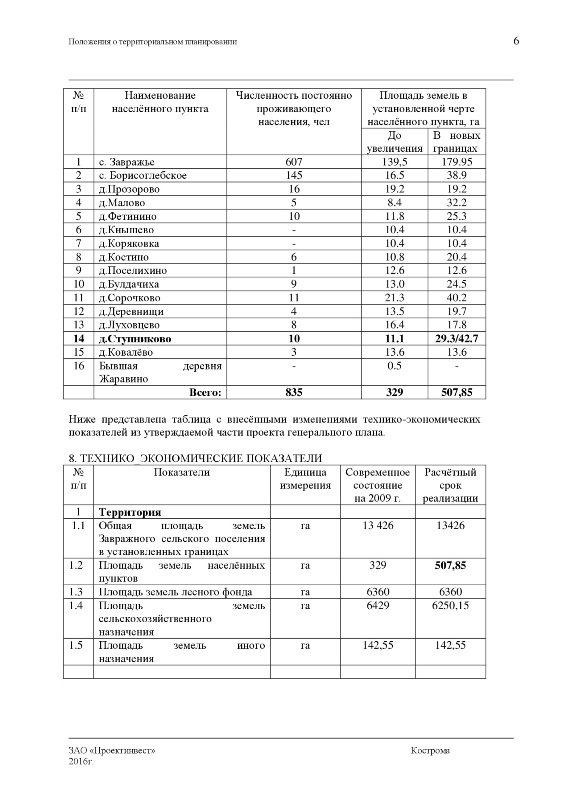 Положения о территориальном планировании 6
№ Наименование Численность постоянно Площадь земель в
п/п населённого пункта проживающего установленной черте
населения, чел населённого пункта, га
До В новых
увеличения границах
1 с. Завражье 607 139,5 179.95
2 с. Борисоглебское 145 16.5 38.9
3 д.Прозорово 16 19.2 19.2
4 д.Малово 5 8.4 32.2
5 д.Фетинино 10 11.8 25.3
6 д.Кнышево - 10.4 10.4
7 д.Коряковка - 10.4 10.4
8 д.Костино 6 10.8 20.4
9 д.Поселихино 1 12.6 12.6
10 д.Булдачиха 9 13.0 24.5
11 д.Сорочково 11 21.3 40.2
12 д.Деревнищи 4 13.5 19.7
13 д.Луховцево 8 16.4 17.8
14 д.Ступниково 10 11.1 29.3/42.7
15 д.Ковалёво 3 13.6 13.6
16 Бывшая деревня - 0.5 -
Жаравино
Всего: 835 329 507,85
Ниже представлена таблица с внесёнными изменениями технико-экономических
показателей из утверждаемой части проекта генерального плана.
8. ТЕХНИКО_ЭКОНОМИЧЕСКИЕ ПОКАЗАТЕЛИ
№ Показатели Единица Современное Расчётный
п/п измерения состояние срок
на 2009 г. реализации
1 Территория
1.1 Общая площадь земель га 13 426 13426
Завражного сельского поселения
в установленных границах
1.2 Площадь земель населённых га 329 507,85
пунктов
1.3 Площадь земель лесного фонда га 6360 6360
1.4 Площадь земель га 6429 6250,15
сельскохозяйственного
назначения
1.5 Площадь земель иного га 142,55 142,55
назначения
ЗАО «Проектинвест» Кострома
2016г.